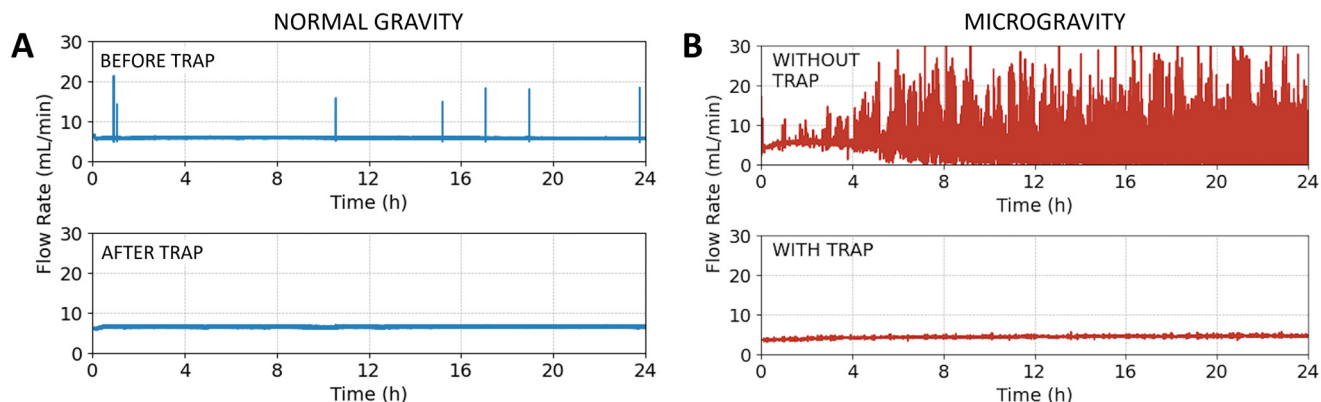 NORMAL GRAVITY
MICROGRAVITY
A
BEFORE TRAP
30
20
10
0
0 4 8 12 16 20 24
Time (h)
Flow Rate (mL/min)
AFTER TRAP
30
20
10
0
0 4 8 12 16 20 24
Time (h)
B
WITHOUT
TRAP
30
20
10
0
0 4 8 12 16 20 24
Time (h)
Flow Rate (mL/min)
WITH TRAP
30
20
10
0
0 4 8 12 16 20 24
Time (h)